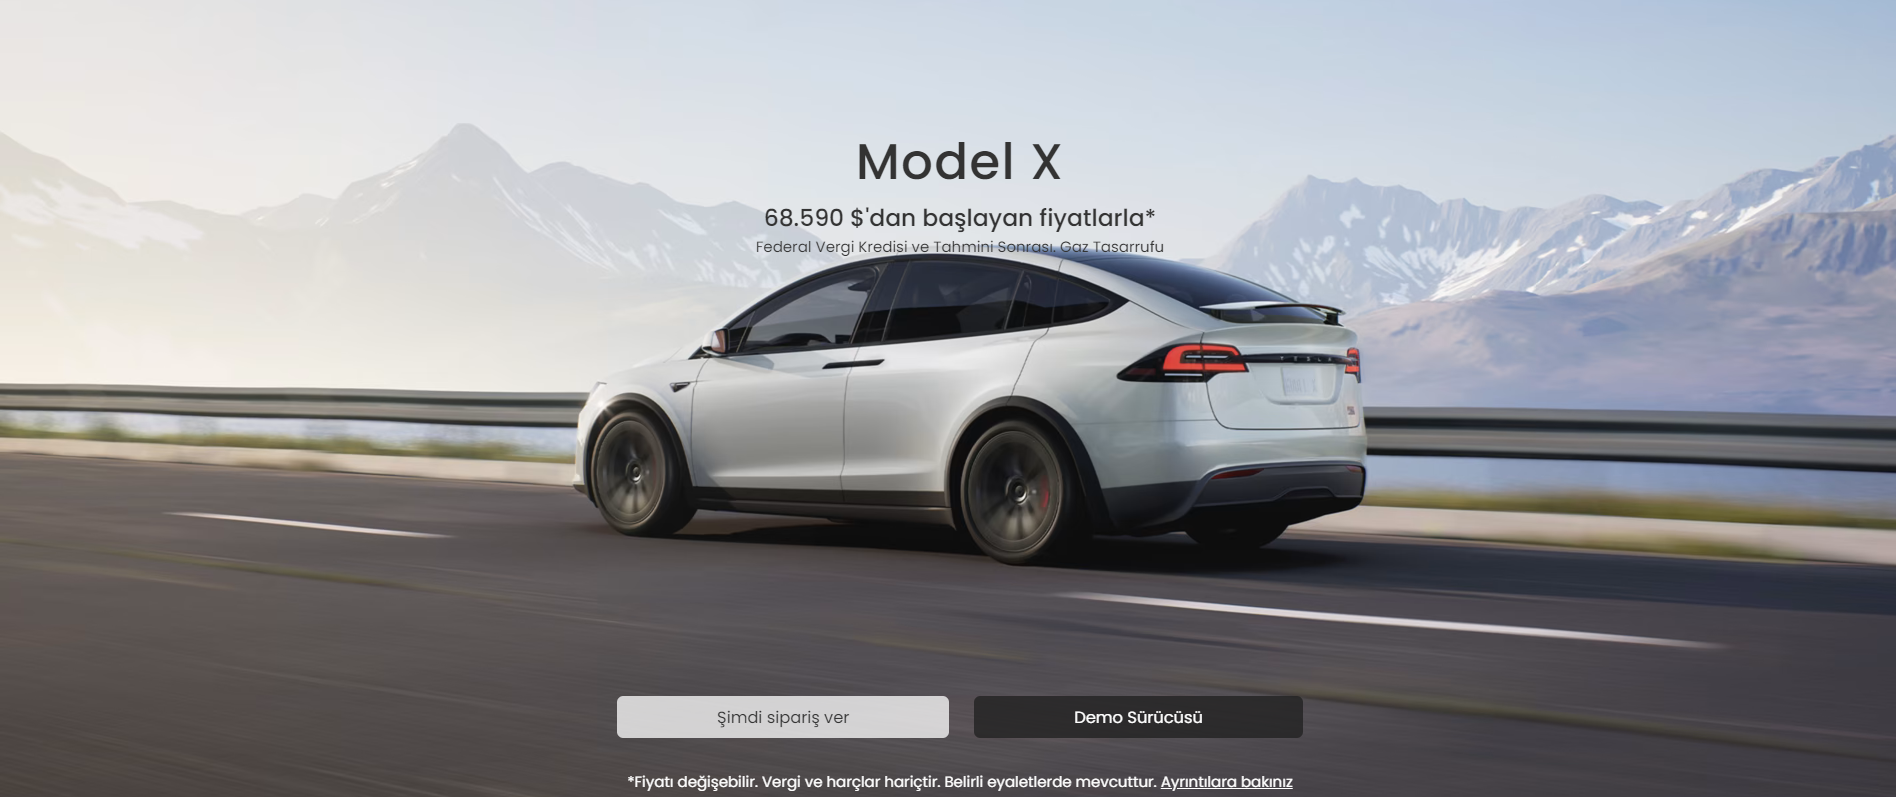 Model X
68.590 $'dan başlayan fiyatlarla*
Federal Vergi Kredisi ve Tahmini Sonrası. Gaz Tasarrufu
TESLA
Şimdi sipariş ver
Demo Sürücüsü
*Fiyatı değişebilir. Vergi ve harçlar hariçtir. Belirli eyaletlerde mevcuttur. Ayrıntılara bakınız